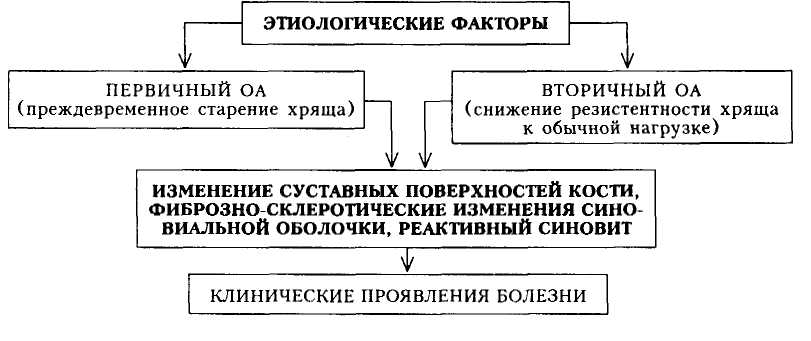 ЭТИОЛОГИЧЕСКИЕ ФАКТОРЫ
ПЕРВИЧНЫЙ ОА
(преждевременное старение хряща)
ВТОРИЧНЫЙ ОА
(снижение резистентности хряща
к обычной нагрузке)
ИЗМЕНЕНИЕ СУСТАВНЫХ ПОВЕРХНОСТЕЙ КОСТИ,
ФИБРОЗНО-СКЛЕРОТИЧЕСКИЕ ИЗМЕНЕНИЯ СИНО-
ВИАЛЬНОЙ ОБОЛОЧКИ, РЕАКТИВНЫЙ СИНОВИТ
КЛИНИЧЕСКИЕ ПРОЯВЛЕНИЯ БОЛЕЗНИ